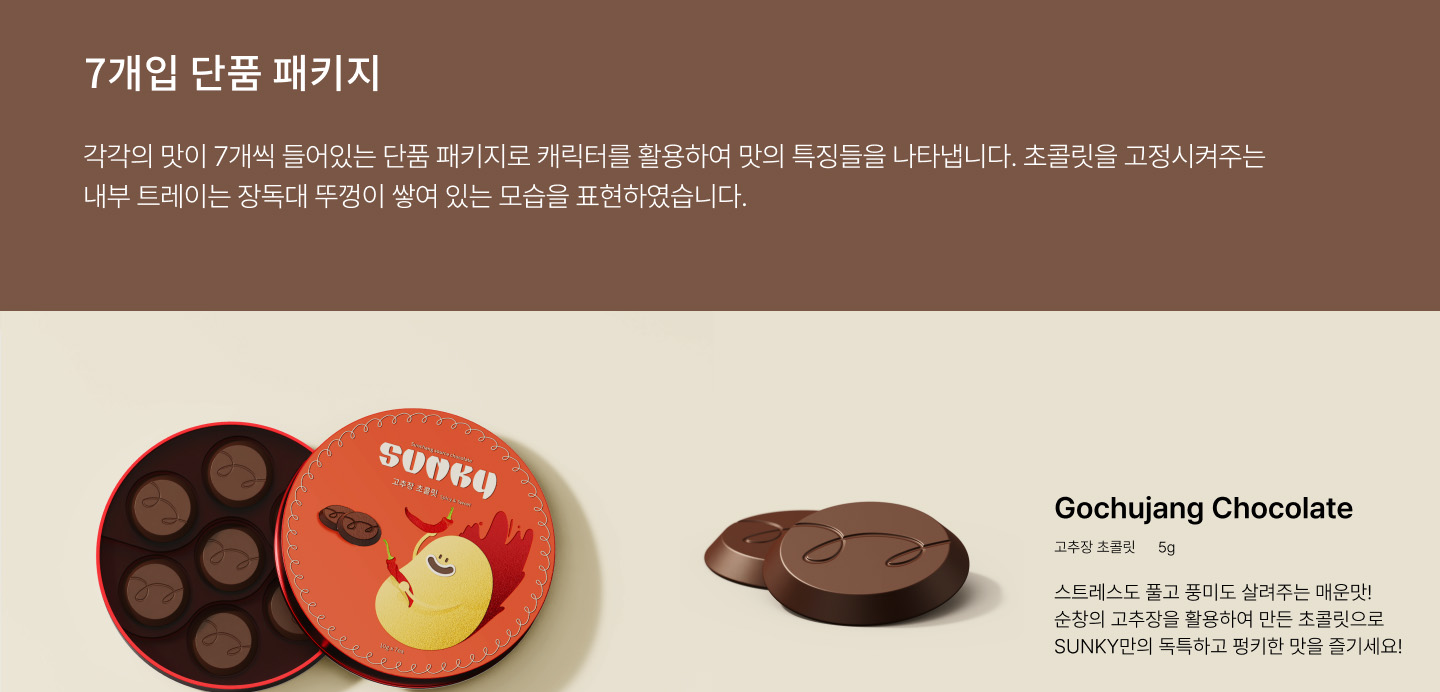 7개입 단품 패키지
각각의 맛이 7개씩 들어있는 단품 패키지로 캐릭터를 활용하여 맛의 특징들을 나타냅니다. 초콜릿을 고정시켜주는
내부 트레이는 장독대 뚜껑이 쌓여 있는 모습을 표현하였습니다.
SUNKY
고추장 초콜릿
Gochujang Chocolate
고추장 초콜릿 5g
스트레스도 풀고 풍미도 살려주는 매운맛!
순창의 고추장을 활용하여 만든 초콜릿으로
SUNKY만의 독특하고 펑키한 맛을 즐기세요!